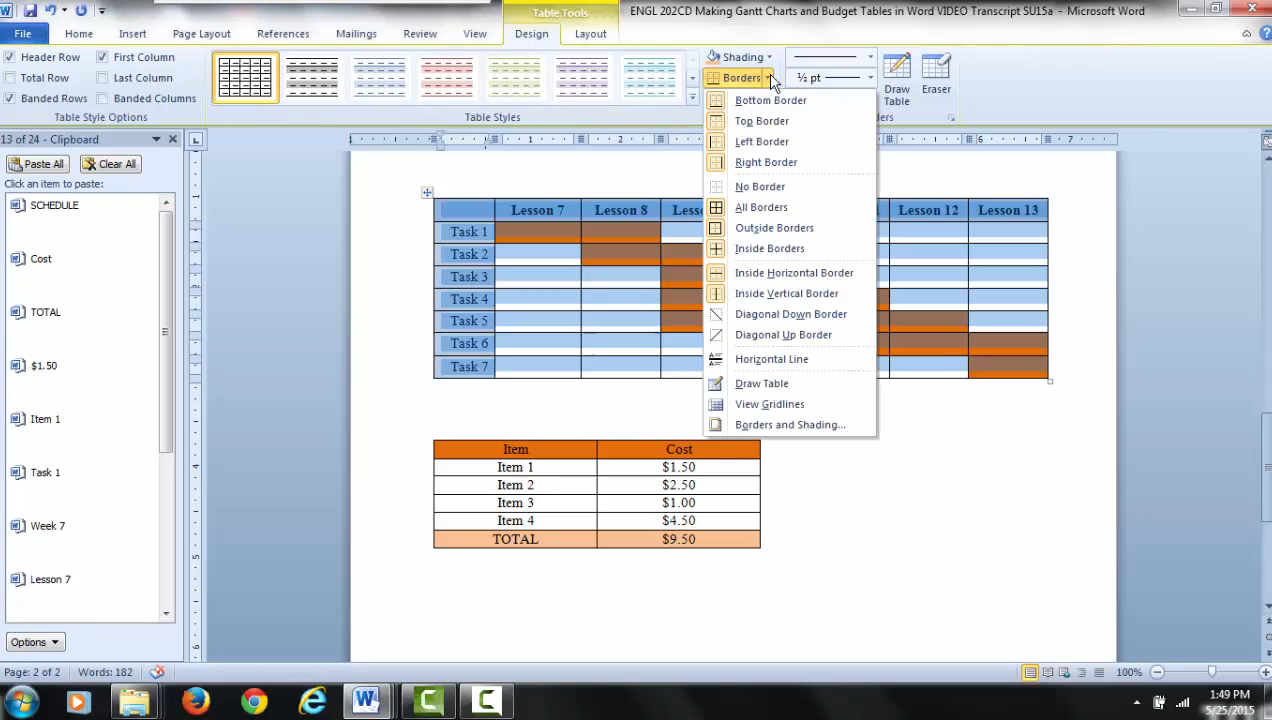 ENGL 202CD Making Gantt Charts and Budget Tables in Word VIDEO Transcript SU15a - Microsoft Word
Table Tools
File Home Insert Page Layout References Mailings Review View Design Layout
Header Row First Column
Total Row Last Column
Banded Rows Banded Columns
Table Style Options
Table Styles
Shading
Borders
½ pt
Draw Table
Eraser
Bottom Border
Top Border
Left Border
Right Border
No Border
All Borders
Outside Borders
Inside Borders
Inside Horizontal Border
Inside Vertical Border
Diagonal Down Border
Diagonal Up Border
Horizontal Line
Draw Table
View Gridlines
Borders and Shading...
13 of 24 - Clipboard
Paste All Clear All
Click an item to paste:
SCHEDULE
Cost
TOTAL
$1.50
Item 1
Task 1
Week 7
Lesson 7
Options
1 1 2 6 7
Lesson 7 Lesson 8 Lesson 12 Lesson 13
Task 1
Task 2
Task 3
Task 4
Task 5
Task 6
Task 7
Item Cost
Item 1 $1.50
Item 2 $2.50
Item 3 $1.00
Item 4 $4.50
TOTAL $9.50
Page: 2 of 2 Words: 182 100%
1:49 PM
5/25/2015